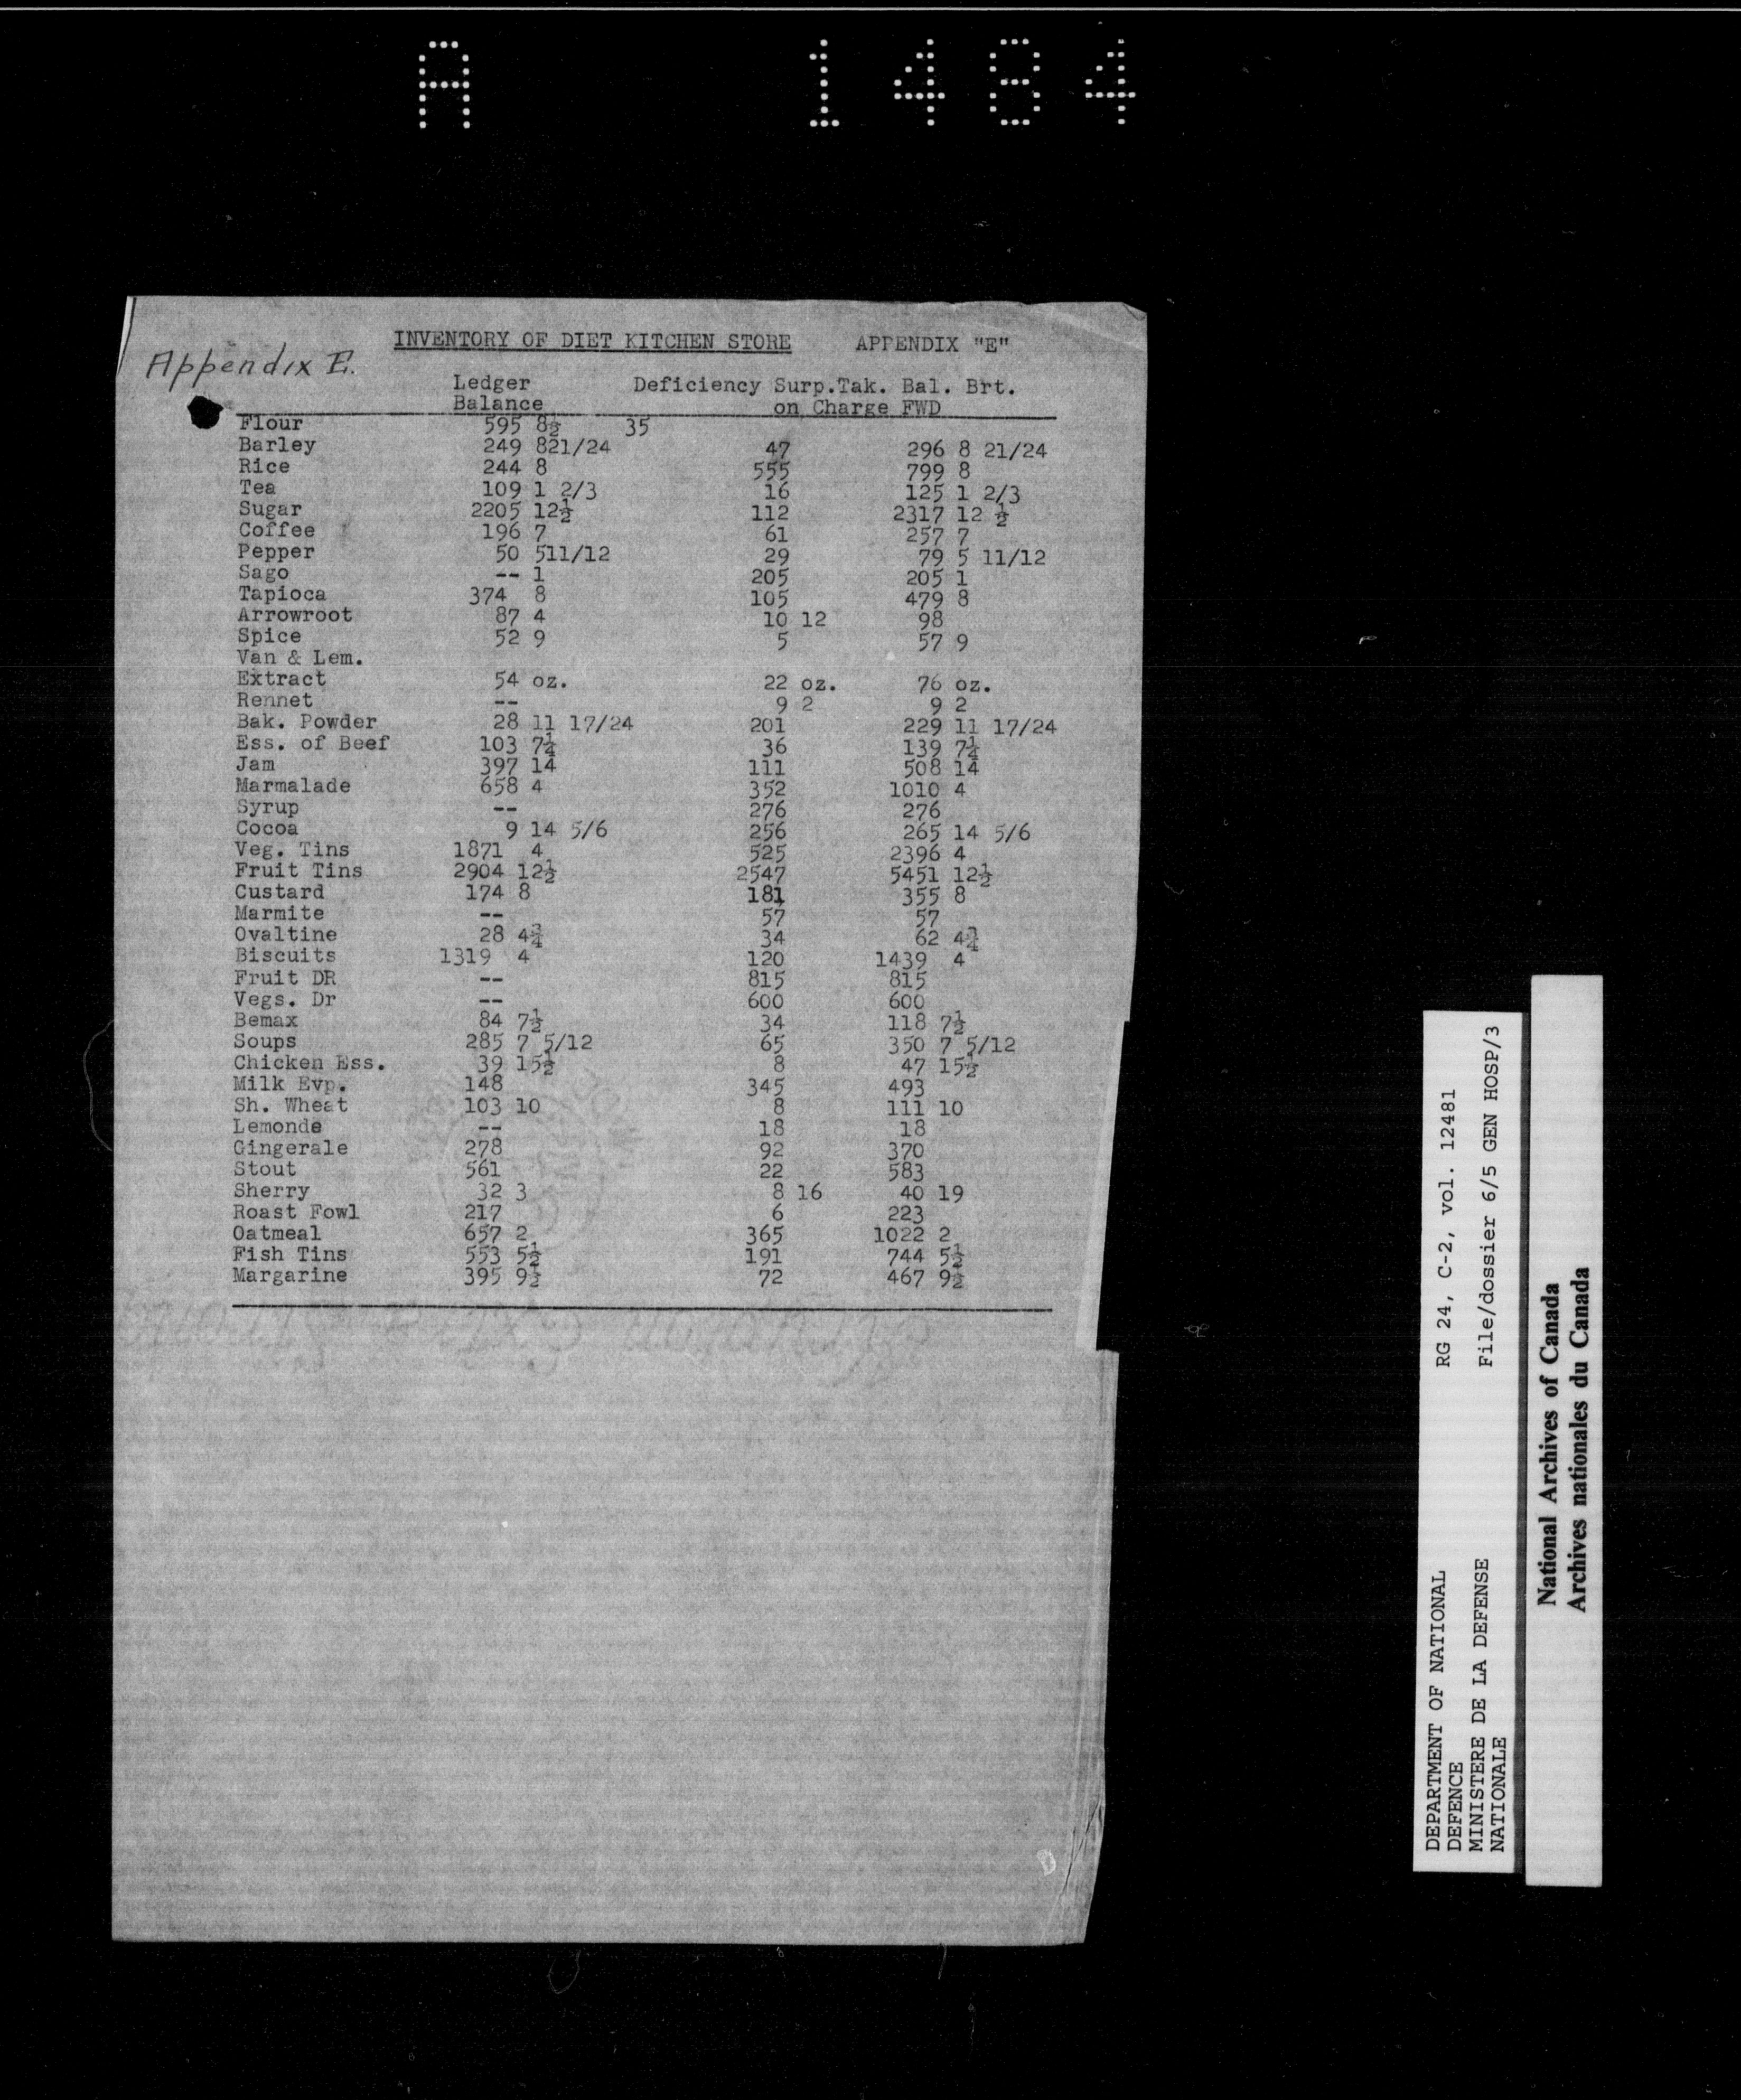 A 1484
INVENTORY OF DIET KITCHEN STORE APPENDIX "E"
Appendix E.
Ledger Deficiency Surp.Tak. Bal. Brt.
Balance on Charge FWD
Flour 595 8½ 35
Barley 249 821/24 47 296 8 21/24
Rice 244 8 555 799 8
Tea 109 1 2/3 16 125 1 2/3
Sugar 2205 12½ 112 2317 12 ½
Coffee 196 7 61 257 7
Pepper 50 511/12 29 79 5 11/12
Sago -- 1 205 205 1
Tapioca 374 8 105 479 8
Arrowroot 87 4 10 12 98
Spice 52 9 5 57 9
Van & Lem.
Extract 54 oz. 22 oz. 76 oz.
Rennet -- 9 2 9 2
Bak. Powder 28 11 17/24 201 229 11 17/24
Ess. of Beef 103 7¼ 36 139 7¼
Jam 397 14 111 508 14
Marmalade 658 4 352 1010 4
Syrup -- 276 276
Cocoa 9 14 5/6 256 265 14 5/6
Veg. Tins 1871 4 525 2396 4
Fruit Tins 2904 12½ 2547 5451 12½
Custard 174 8 181 355 8
Marmite -- 57 57
Ovaltine 28 4¾ 34 62 4¾
Biscuits 1319 4 120 1439 4
Fruit DR -- 815 815
Vegs. Dr -- 600 600
Bemax 84 7½ 34 118 7½
Soups 285 7 5/12 65 350 7 5/12
Chicken Ess. 39 15½ 8 47 15½
Milk Evp. 148 345 493
Sh. Wheat 103 10 8 111 10
Lemonde -- 18 18
Gingerale 278 92 370
Stout 561 22 583
Sherry 32 3 8 16 40 19
Roast Fowl 217 6 223
Oatmeal 657 2 365 1022 2
Fish Tins 553 5½ 191 744 5½
Margarine 395 9½ 72 467 9½
DEPARTMENT OF NATIONAL RG 24, C-2, vol. 12481
DEFENCE
MINISTERE DE LA DEFENSE File/dossier 6/5 GEN HOSP/3
NATIONALE
National Archives of Canada
Archives nationales du Canada